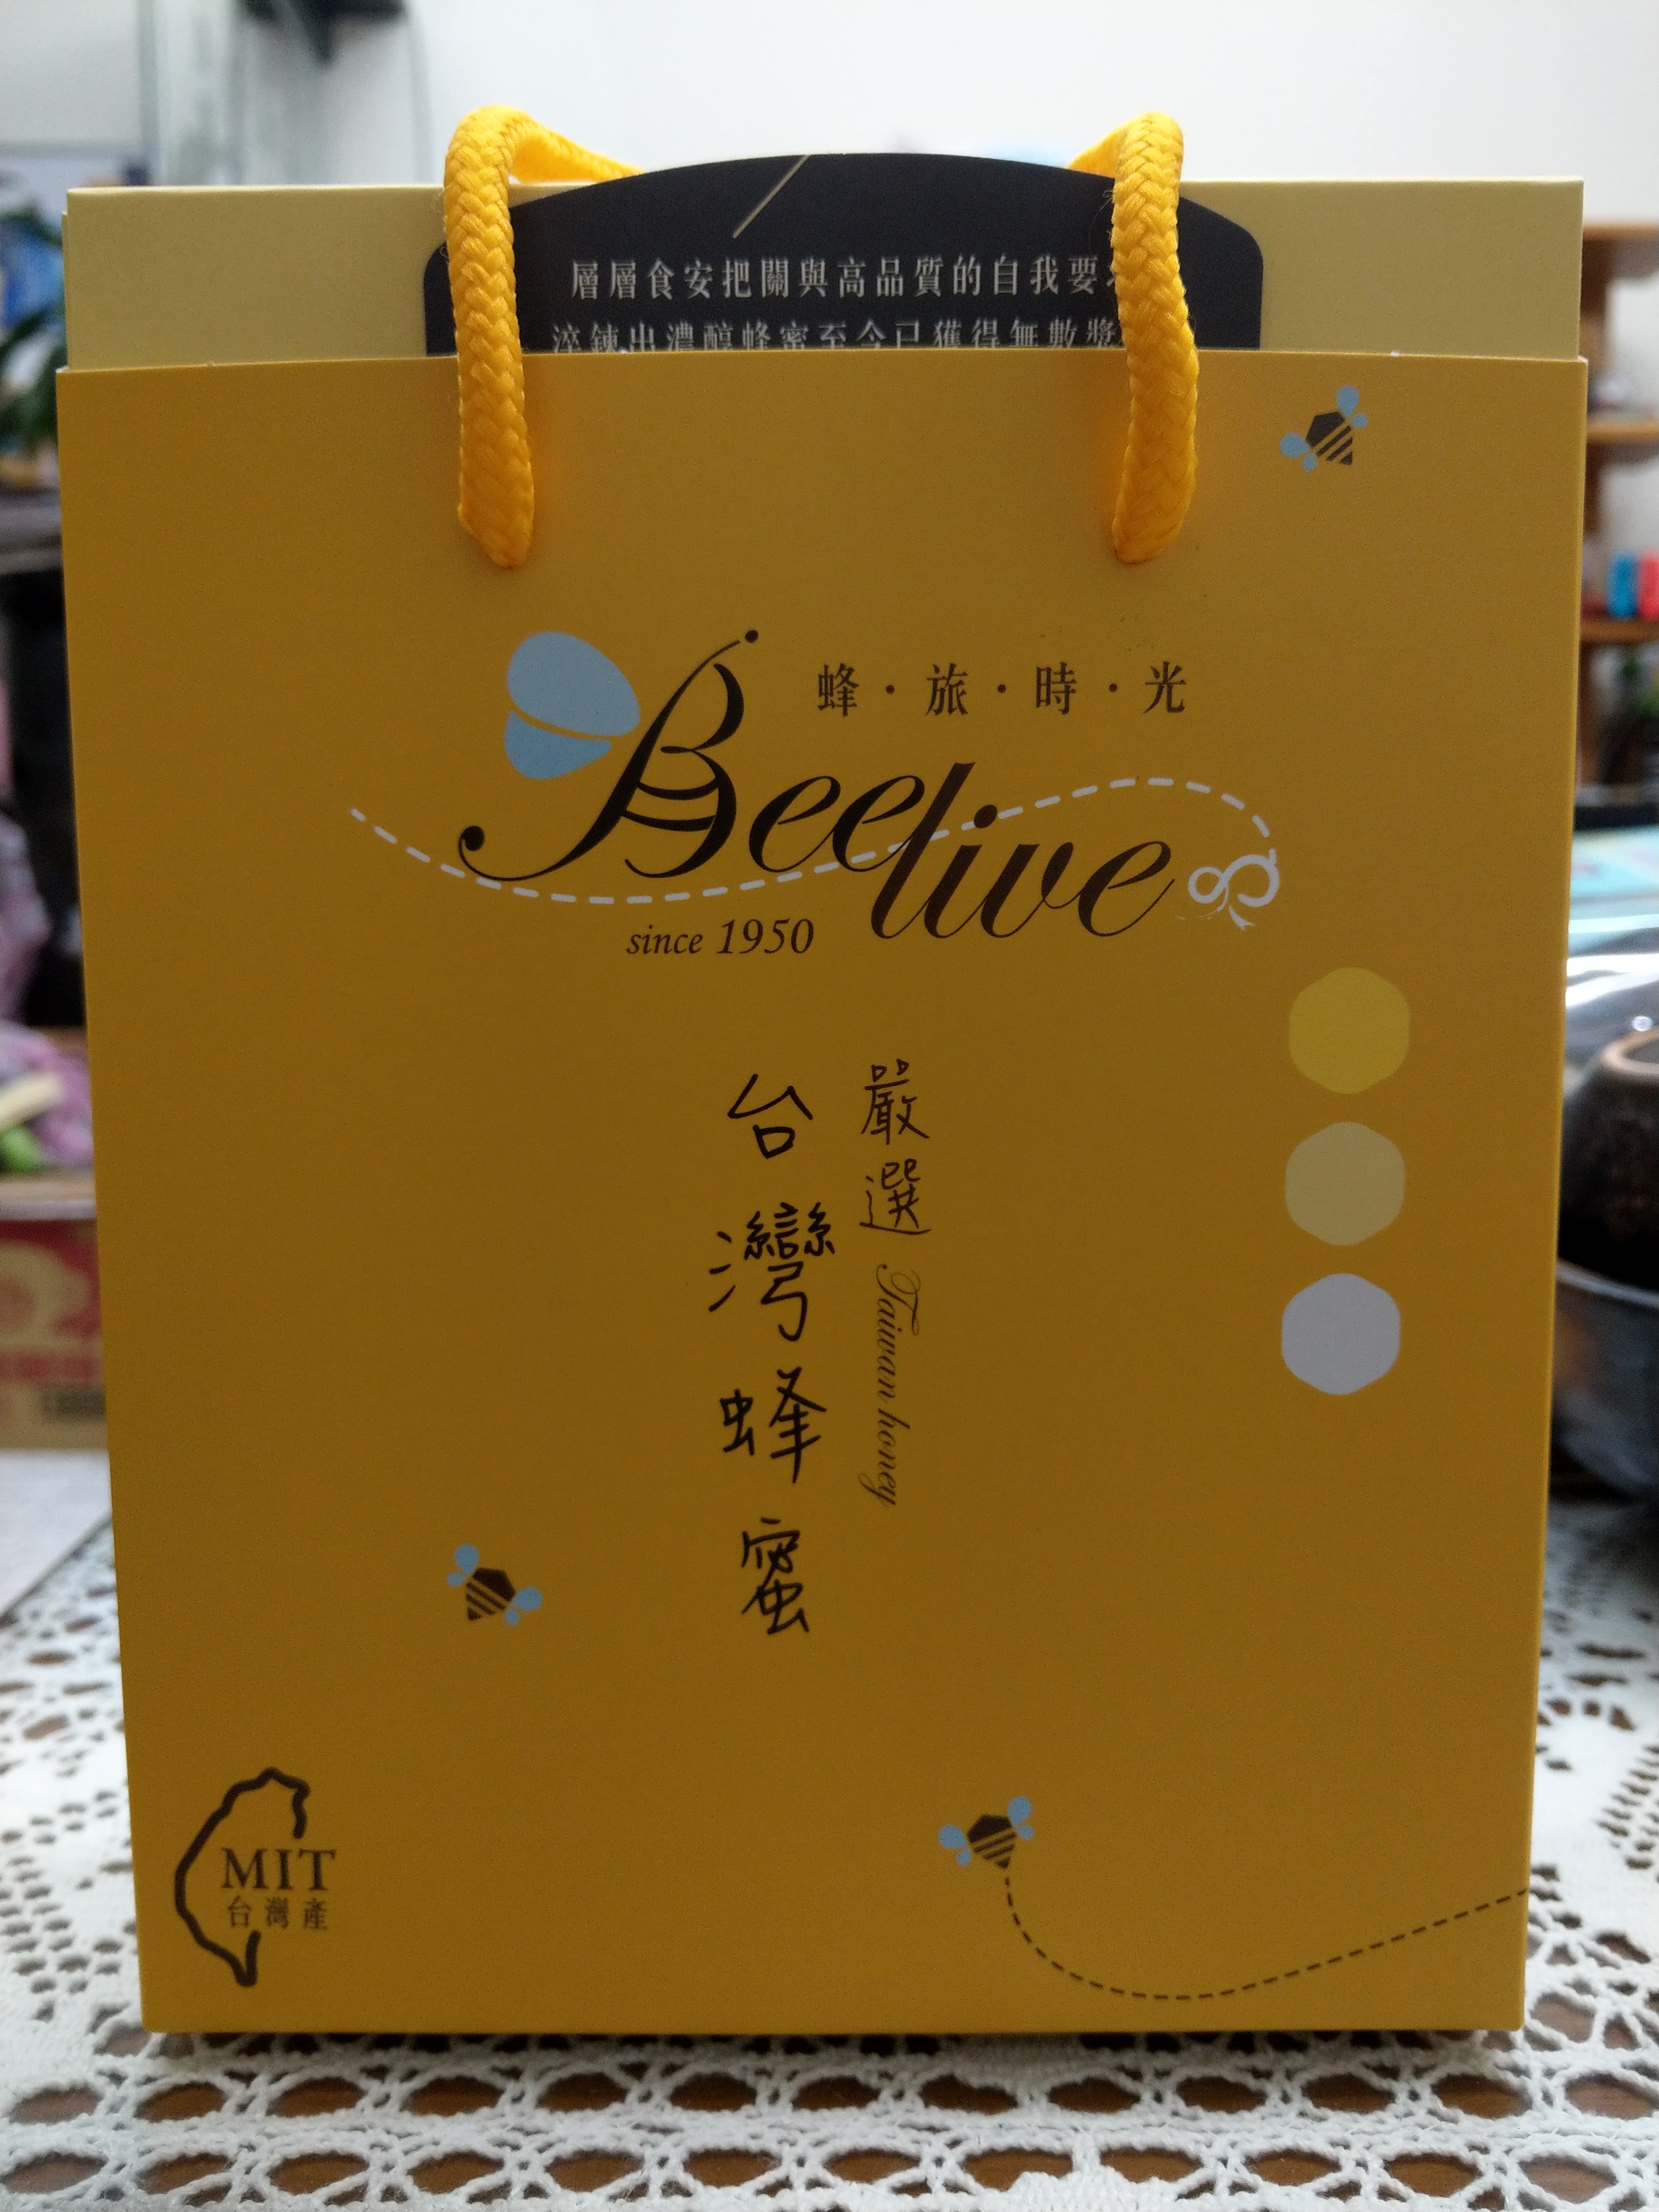 層層食安把關與高品質的自我要
淬鍊出濃醇蜂蜜至今已獲得無數獎
蜂・旅・時・光
Beelive
since 1950
嚴選 Taiwan honey
台灣蜂蜜
MIT
台灣產